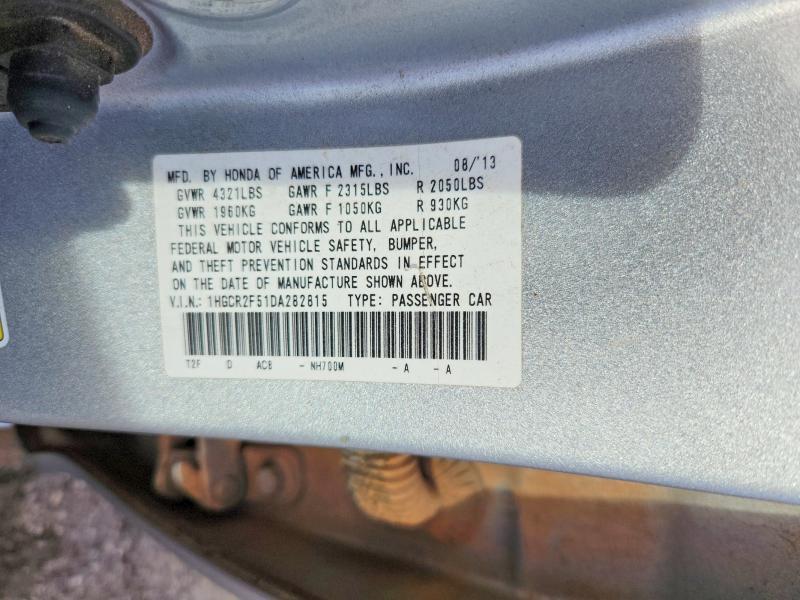 MFD. BY HONDA OF AMERICA MFG., INC. 08/'13
GVWR 4321LBS GAWR F 2315LBS R 2050LBS
GVWR 1960KG GAWR F 1050KG R 930KG
THIS VEHICLE CONFORMS TO ALL APPLICABLE
FEDERAL MOTOR VEHICLE SAFETY, BUMPER,
AND THEFT PREVENTION STANDARDS IN EFFECT
ON THE DATE OF MANUFACTURE SHOWN ABOVE.
V.I.N.: 1HGCR2F51DA282815 TYPE: PASSENGER CAR
T2F D AC8 - NH700M - A - A